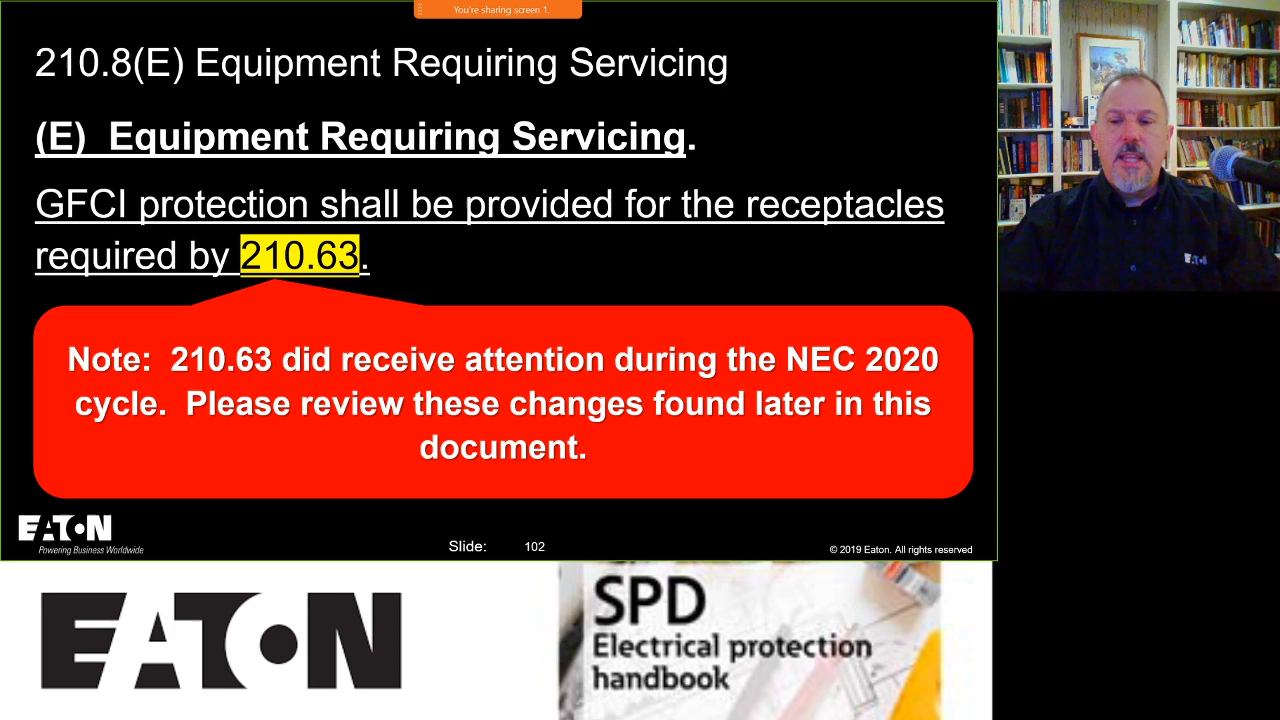 You're sharing screen 1.
210.8(E) Equipment Requiring Servicing
(E) Equipment Requiring Servicing.
GFCI protection shall be provided for the receptacles
required by 210.63.
Note: 210.63 did receive attention during the NEC 2020
cycle. Please review these changes found later in this
document.
EATON
Powering Business Worldwide
Slide: 102
© 2019 Eaton. All rights reserved
EATON
EATON
SPD
Electrical protection
handbook